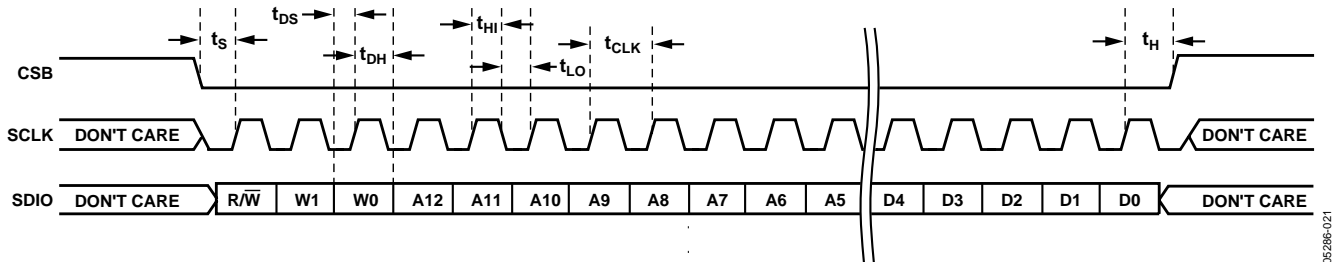 tS
tDS
tDH
tHI
tLO
tCLK
tH
CSB
SCLK DON'T CARE DON'T CARE
SDIO DON'T CARE R/W̅ W1 W0 A12 A11 A10 A9 A8 A7 A6 A5 D4 D3 D2 D1 D0 DON'T CARE
05286-021